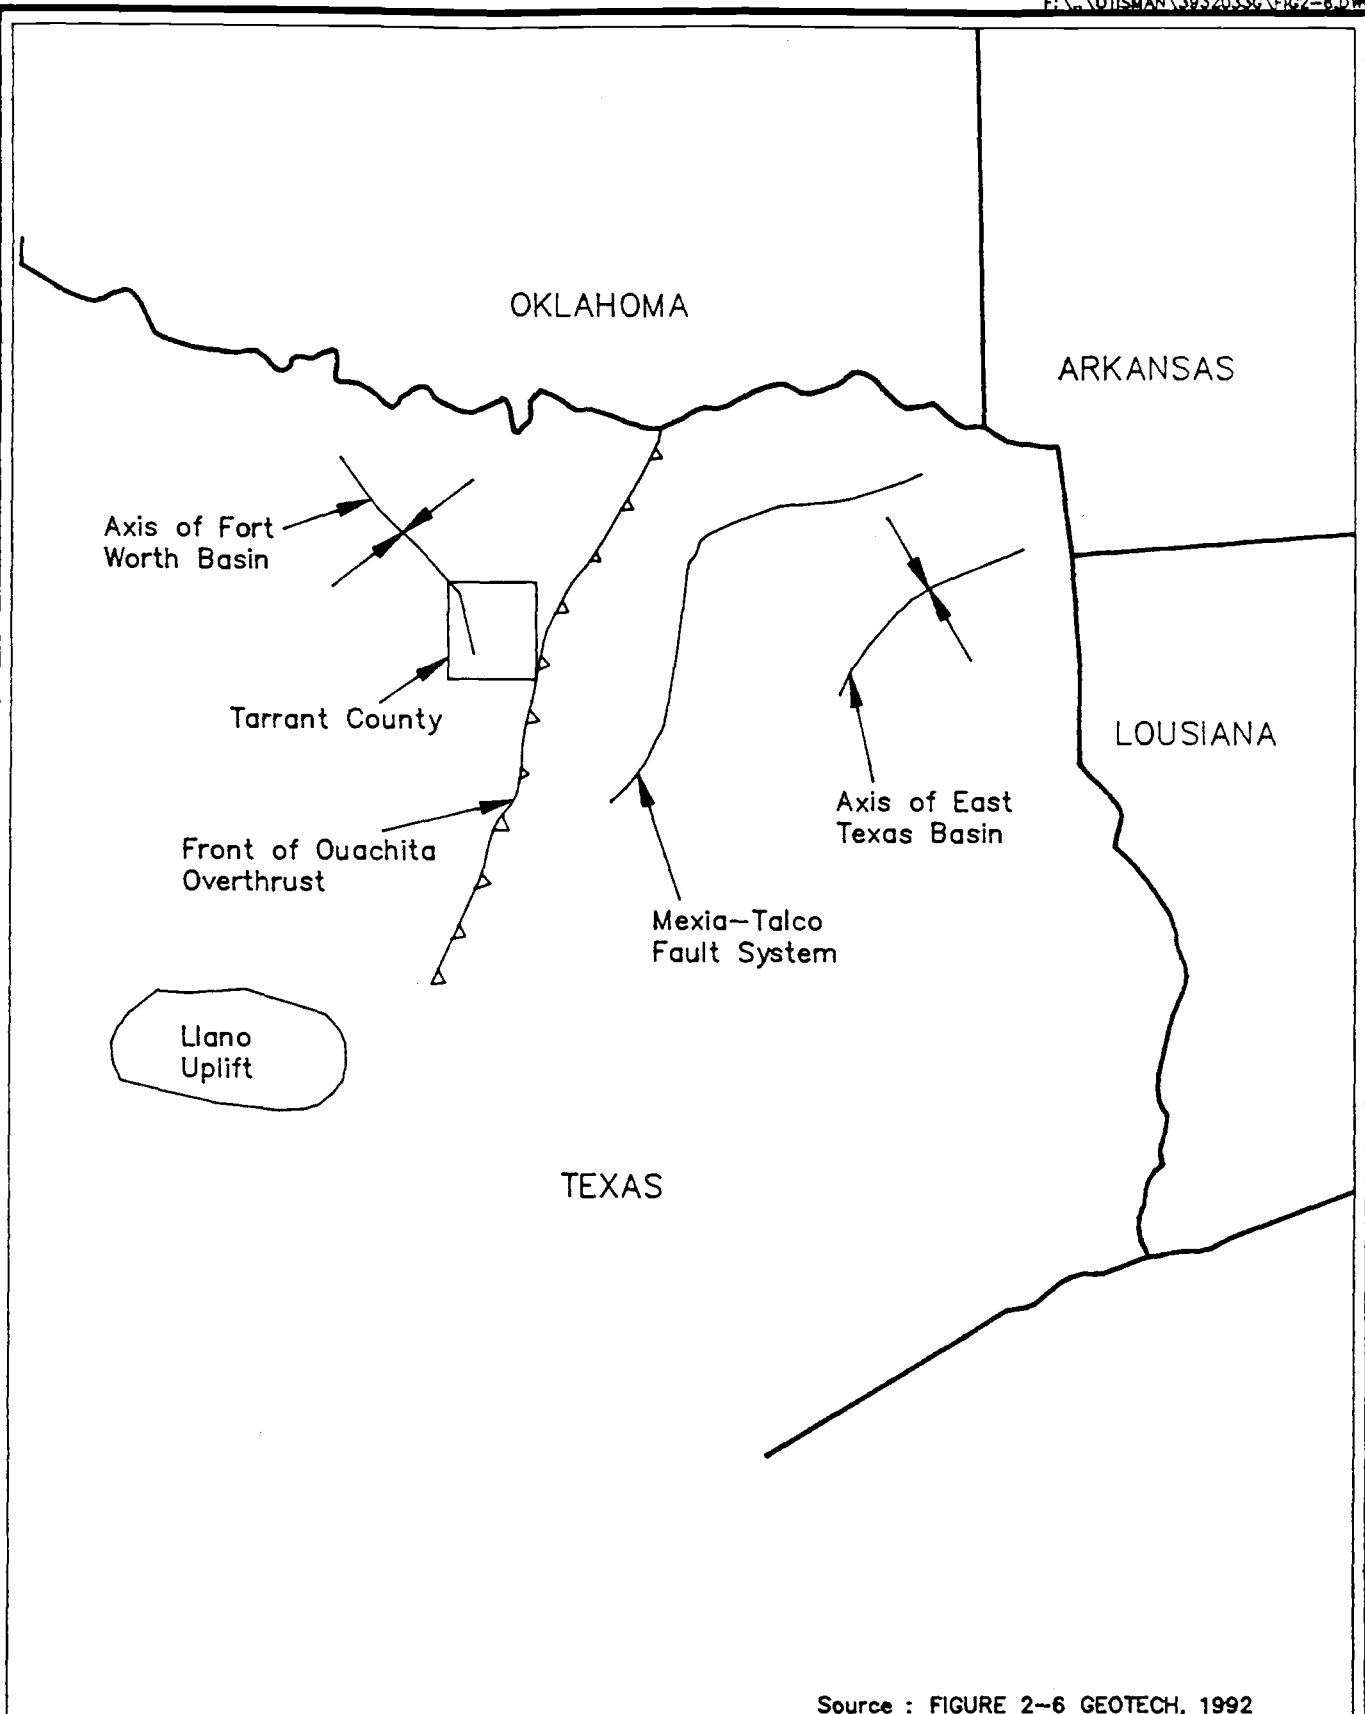 OKLAHOMA
ARKANSAS
Axis of Fort
Worth Basin
Tarrant County
LOUSIANA
Axis of East
Texas Basin
Front of Ouachita
Overthrust
Mexia-Talco
Fault System
Llano
Uplift
TEXAS
Source : FIGURE 2-6 GEOTECH, 1992